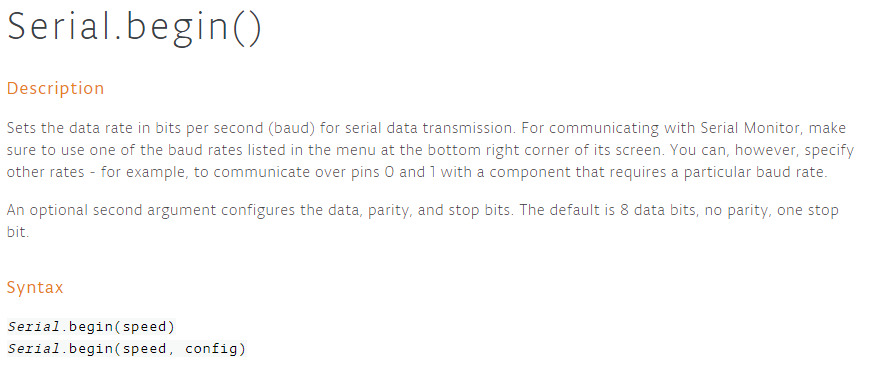 Serial.begin()
Description
Sets the data rate in bits per second (baud) for serial data transmission. For communicating with Serial Monitor, make
sure to use one of the baud rates listed in the menu at the bottom right corner of its screen. You can, however, specify
other rates - for example, to communicate over pins 0 and 1 with a component that requires a particular baud rate.
An optional second argument configures the data, parity, and stop bits. The default is 8 data bits, no parity, one stop
bit.
Syntax
Serial.begin(speed)
Serial.begin(speed, config)